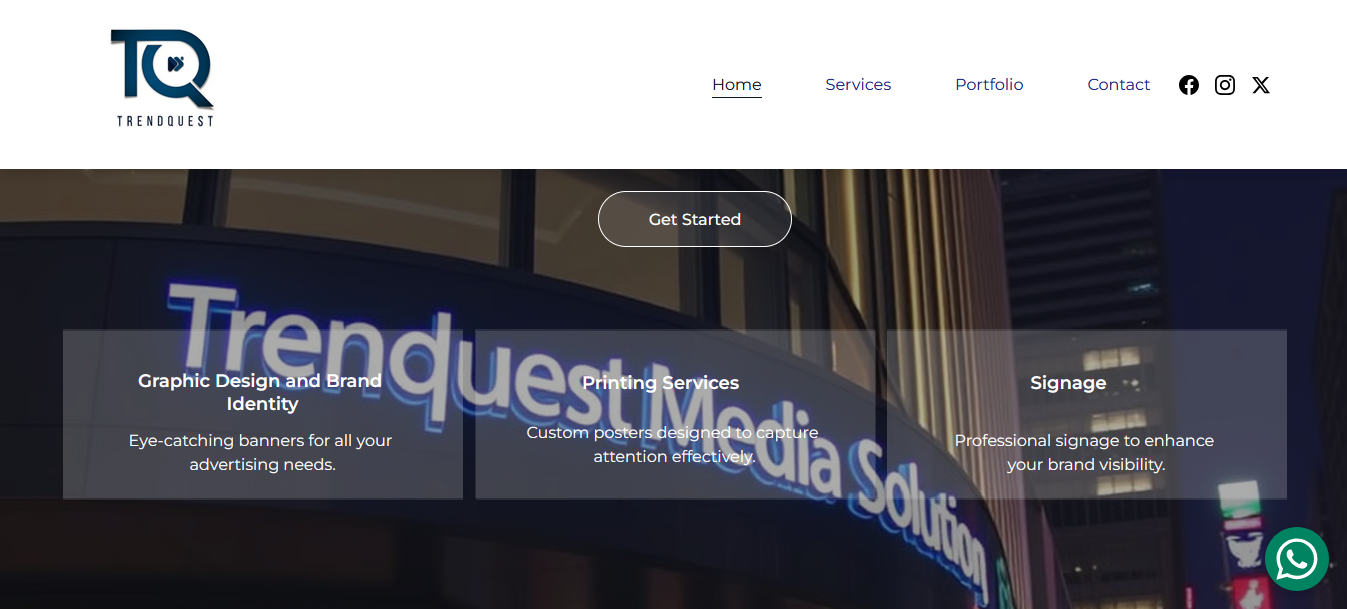 TQ
TRENDQUEST
Home Services Portfolio Contact
Get Started
Trenquest Media Solution
Graphic Design and Brand
Identity
Eye-catching banners for all your
advertising needs.
Printing Services
Custom posters designed to capture
attention effectively.
Signage
Professional signage to enhance
your brand visibility.